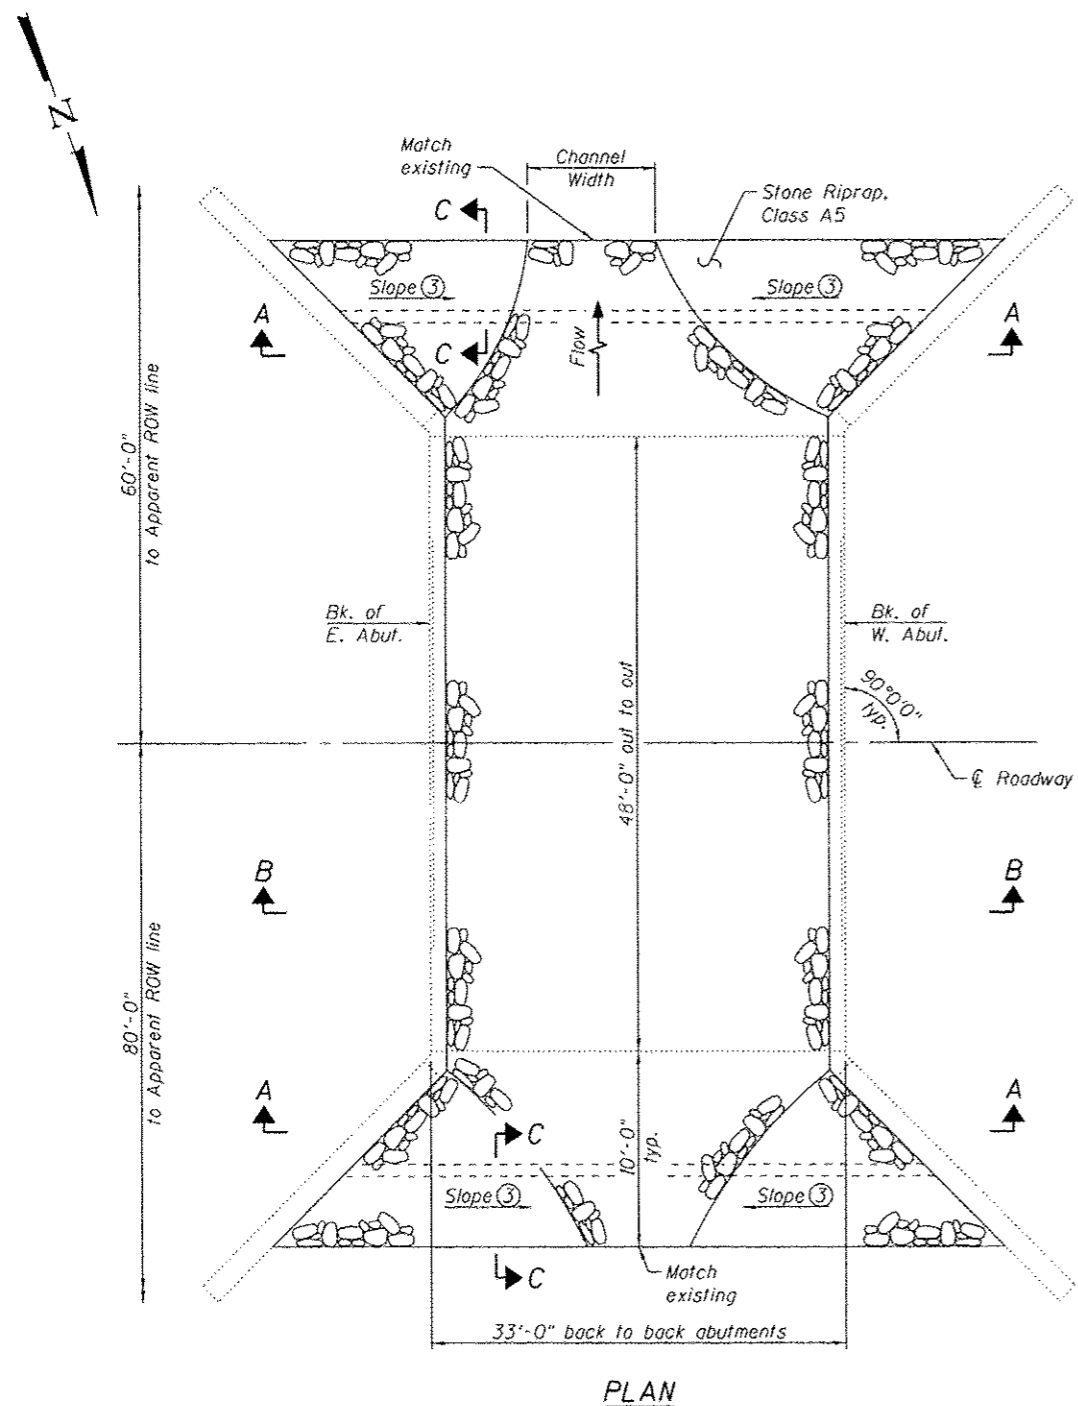 N
Match
existing
Channel
Width
Stone Riprap,
Class A5
C
Slope ③
Slope ③
A
A
C
Flow
60'-0"
to Apparent ROW line
Bk. of
E. Abut.
Bk. of
W. Abut.
48'-0" out to out
90°0'0"
typ.
℄ Roadway
B
B
80'-0"
to Apparent ROW line
A
A
C
10'-0"
typ.
Slope ③
Slope ③
C
Match
existing
33'-0" back to back abutments
PLAN